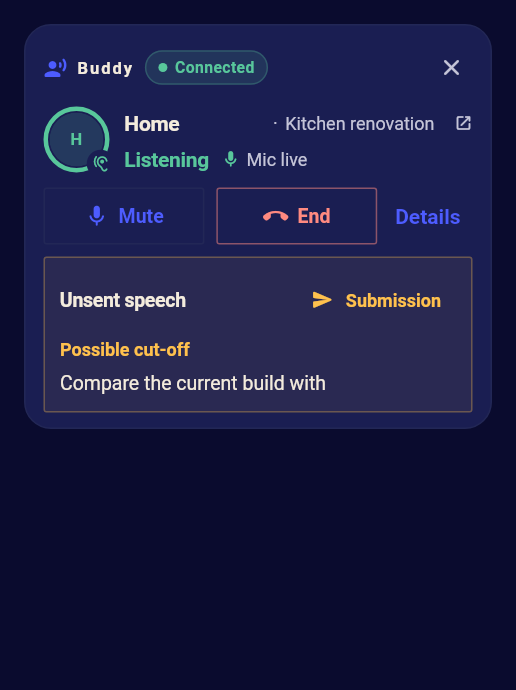 Buddy Connected
H
Home · Kitchen renovation
Listening Mic live
Mute End Details
Unsent speech Submission
Possible cut-off
Compare the current build with